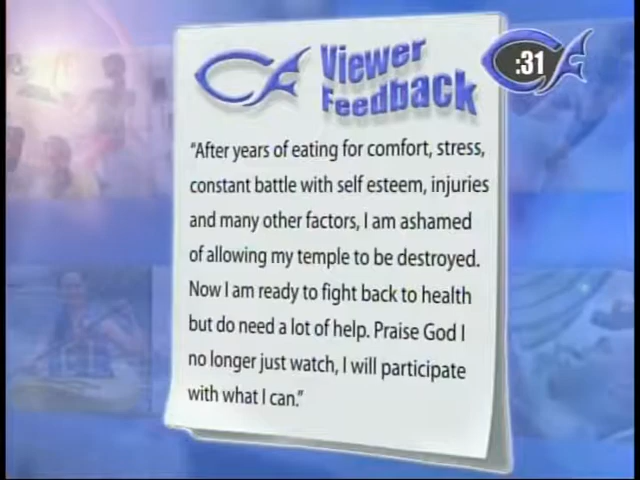 Viewer
Feedback
:31
“After years of eating for comfort, stress,
constant battle with self esteem, injuries
and many other factors, I am ashamed
of allowing my temple to be destroyed.
Now I am ready to fight back to health
but do need a lot of help. Praise God I
no longer just watch, I will participate
with what I can.”